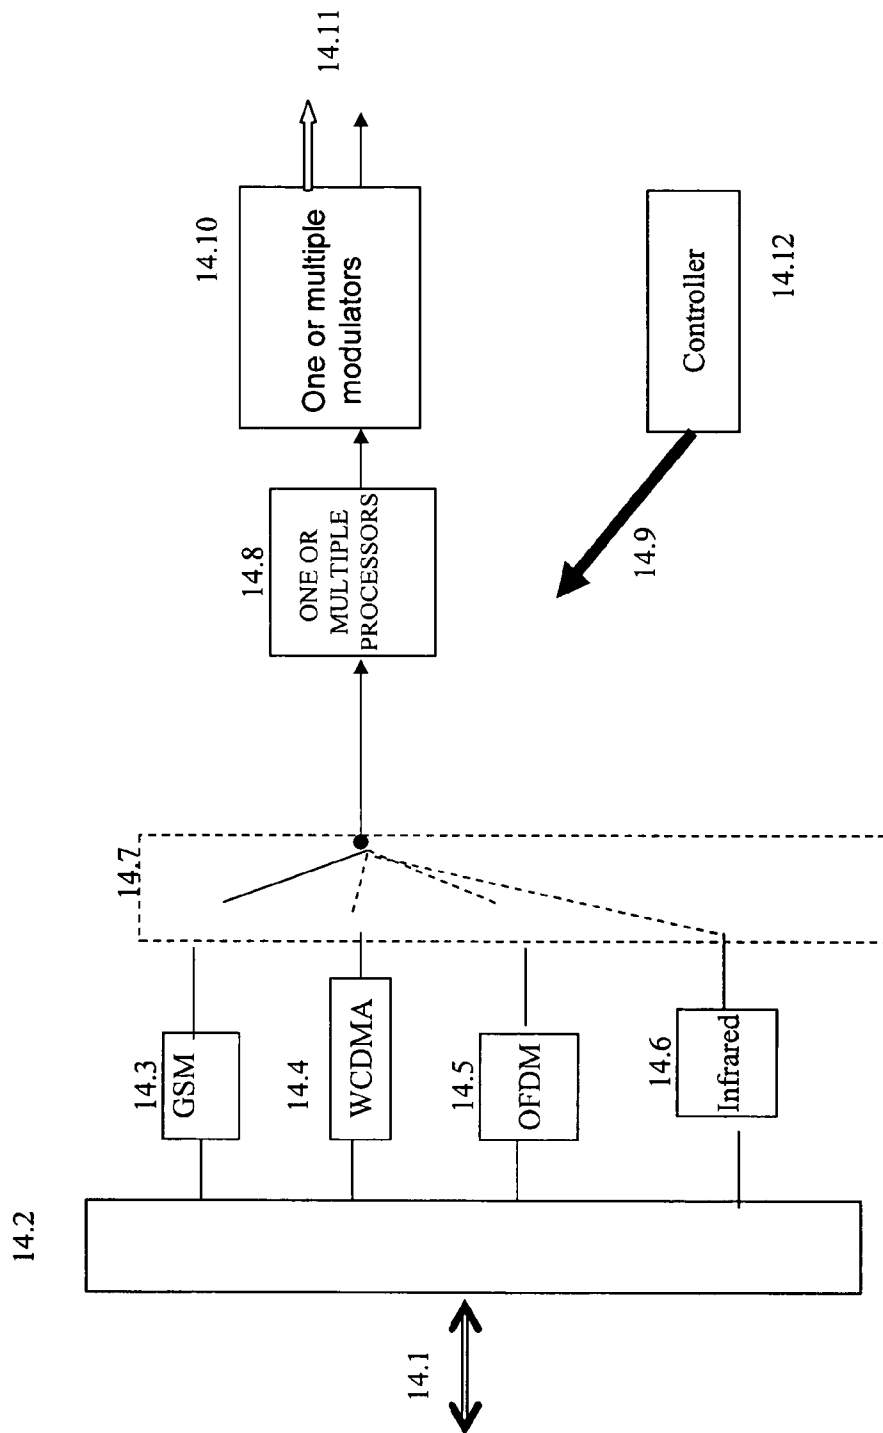 14.1
14.2
14.3
GSM
14.4
WCDMA
14.5
OFDM
14.6
Infrared
14.7
14.8
ONE OR
MULTIPLE
PROCESSORS
14.9
14.10
One or multiple
modulators
14.11
Controller
14.12